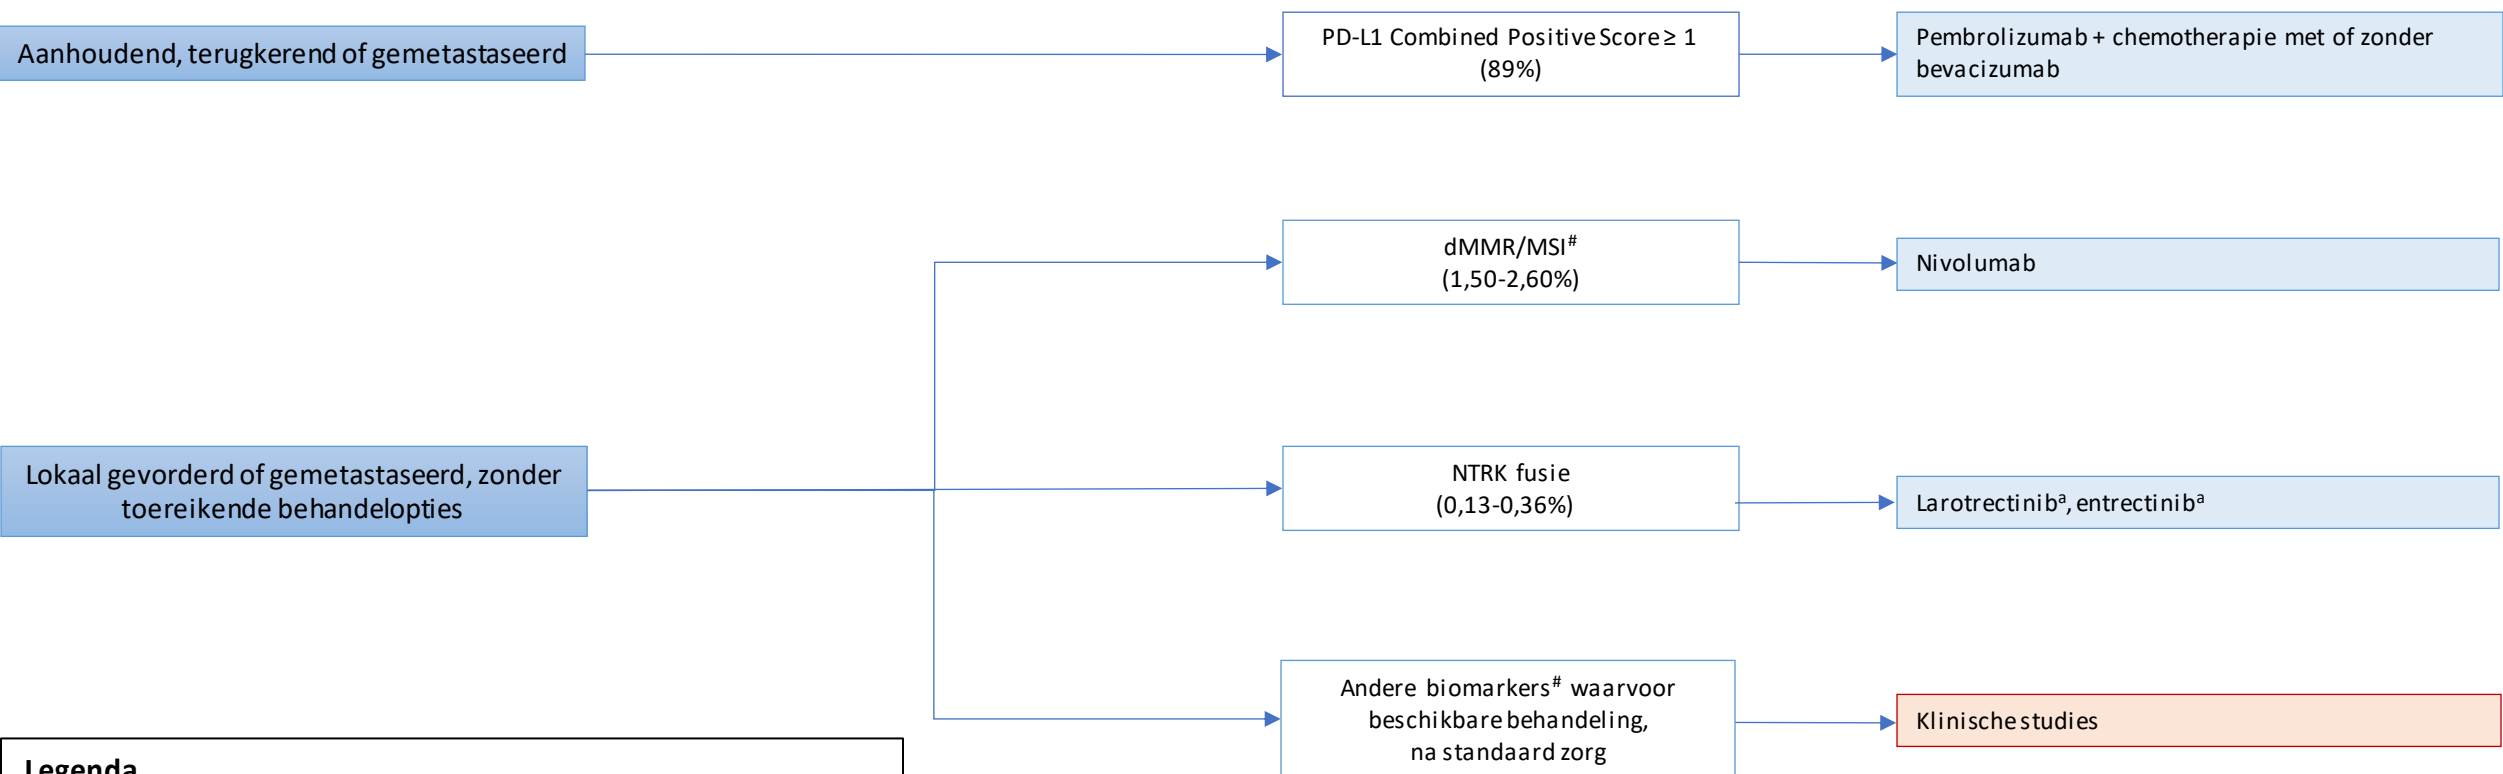 Aanhoudend, terugkerend of gemetastaseerd
PD-L1 Combined Positive Score ≥ 1
(89%)
Pembrolizumab + chemotherapie met of zonder
bevacizumab
dMMR/MSI#
(1,50-2,60%)
Nivolumab
Lokaal gevorderd of gemetastaseerd, zonder
toereikende behandelopties
NTRK fusie
(0,13-0,36%)
Larotrectinibᵃ, entrectinibᵃ
Andere biomarkers# waarvoor
beschikbare behandeling,
na standaard zorg
Klinische studies
Legenda